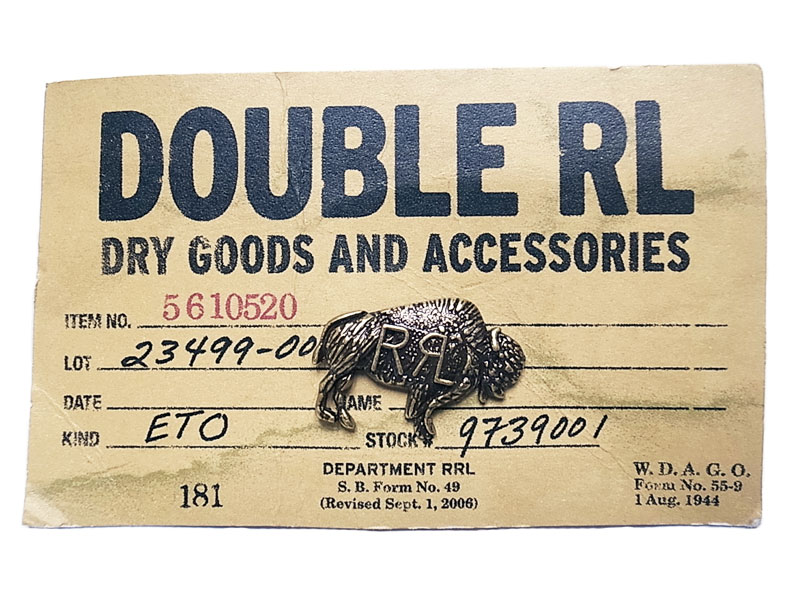 DOUBLE RL
DRY GOODS AND ACCESSORIES
ITEM NO. 5610520
LOT 23499-00
RRL
DATE AME
KIND ETO STOCK# 9739001
DEPARTMENT RRL
S. B. Form No. 49
(Revised Sept. 1, 2006)
181
W. D. A. G. O.
Form No. 55-9
1 Aug. 1944